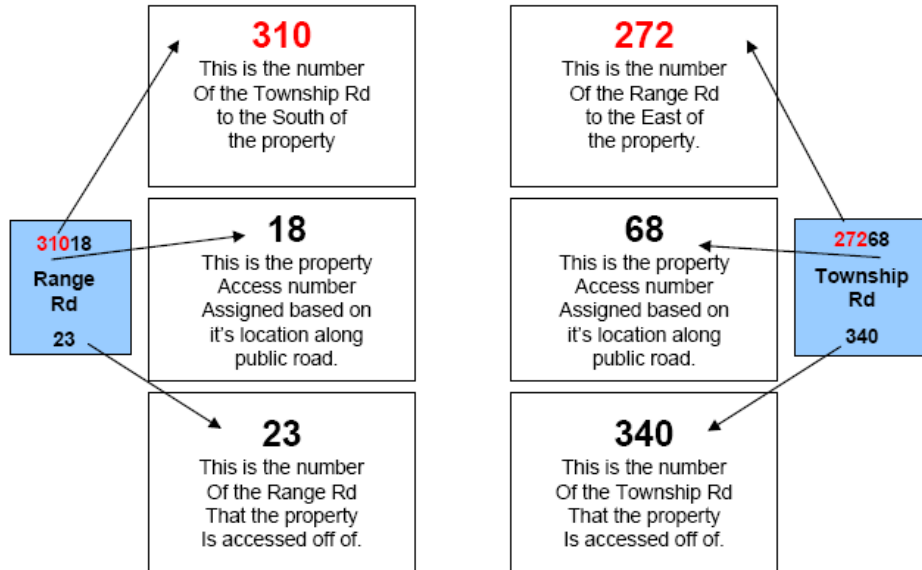 310
This is the number
Of the Township Rd
to the South of
the property
272
This is the number
Of the Range Rd
to the East of
the property.
31018
Range
Rd
23
18
This is the property
Access number
Assigned based on
it's location along
public road.
68
This is the property
Access number
Assigned based on
it's location along
public road.
27268
Township
Rd
340
23
This is the number
Of the Range Rd
That the property
Is accessed off of.
340
This is the number
Of the Township Rd
That the property
Is accessed off of.